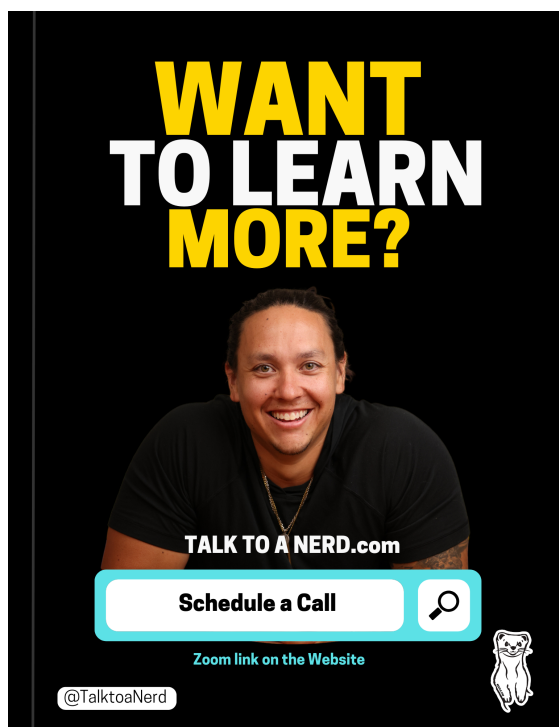 WANT
TO LEARN
MORE?
TALK TO A NERD.com
Schedule a Call
Zoom link on the Website
@TalktoaNerd